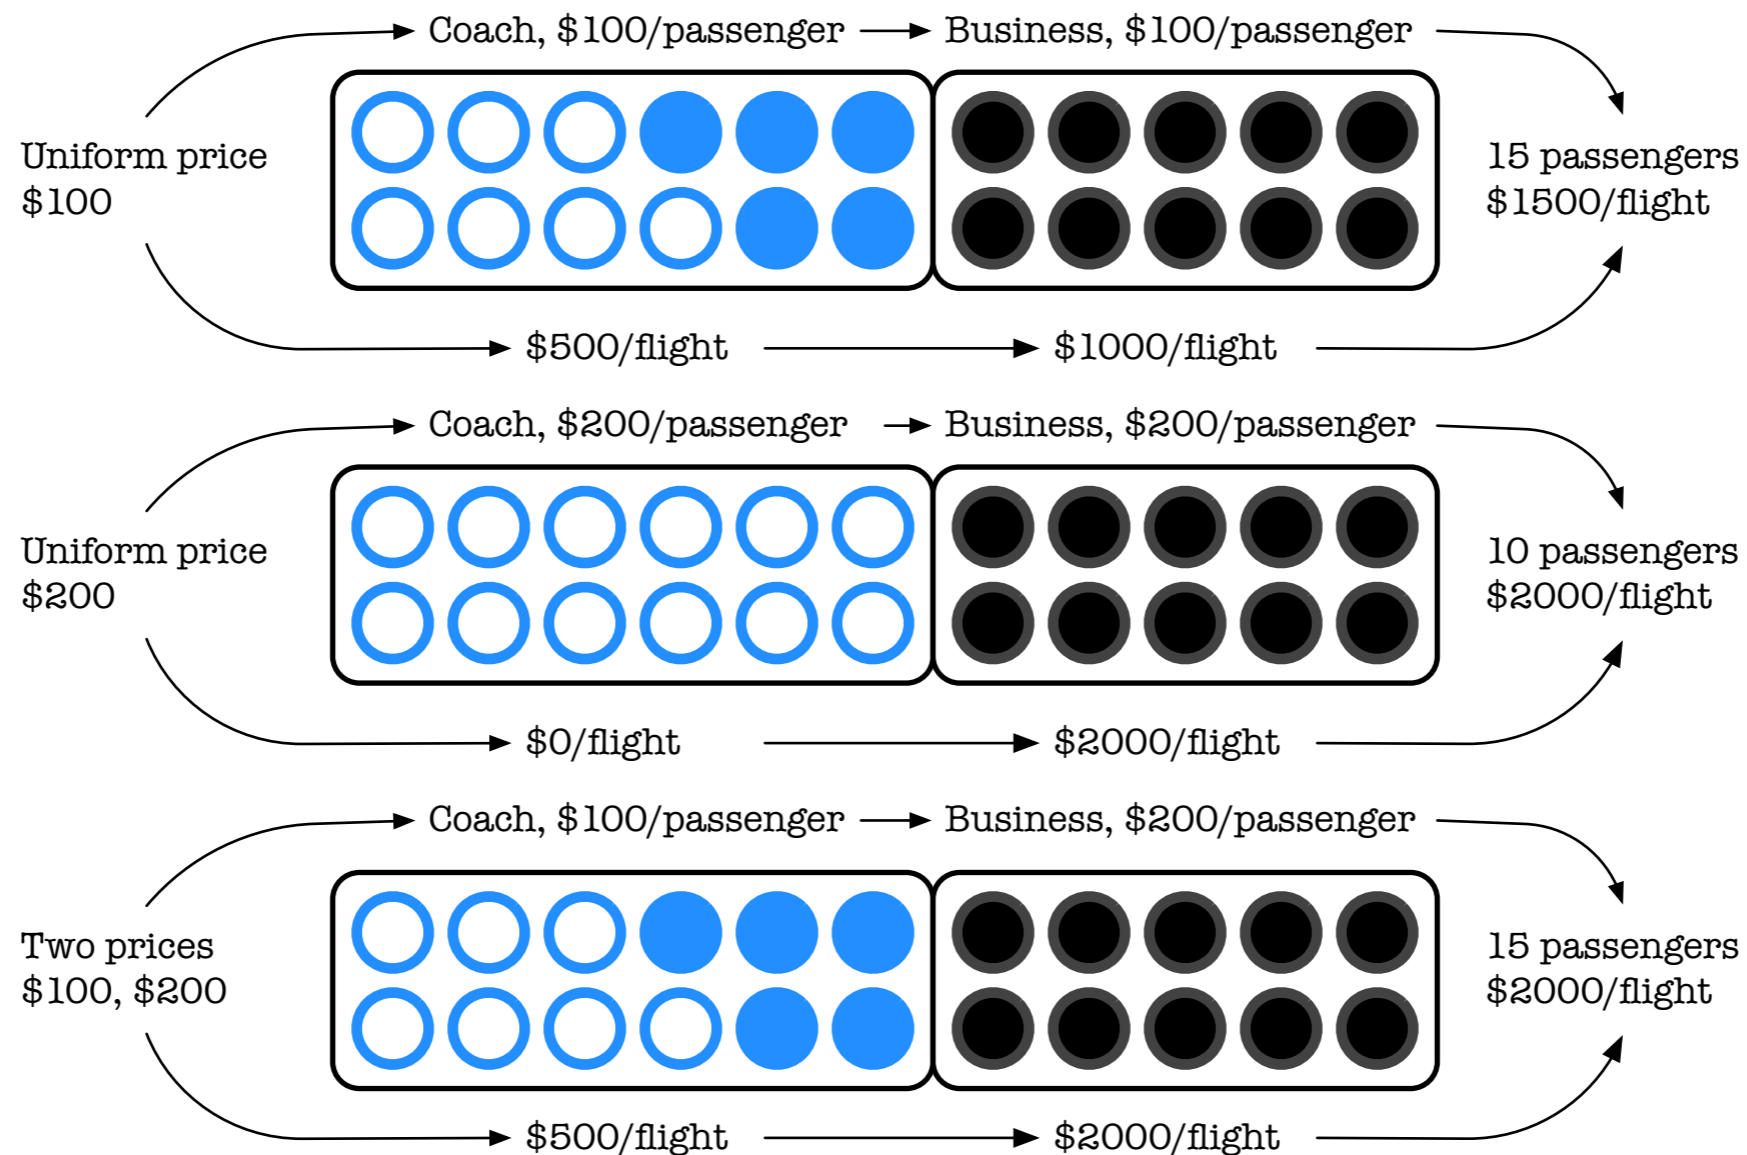 Coach, $100/passenger
Business, $100/passenger
Uniform price
$100
15 passengers
$1500/flight
$500/flight
$1000/flight
Coach, $200/passenger
Business, $200/passenger
Uniform price
$200
10 passengers
$2000/flight
$0/flight
$2000/flight
Coach, $100/passenger
Business, $200/passenger
Two prices
$100, $200
15 passengers
$2000/flight
$500/flight
$2000/flight